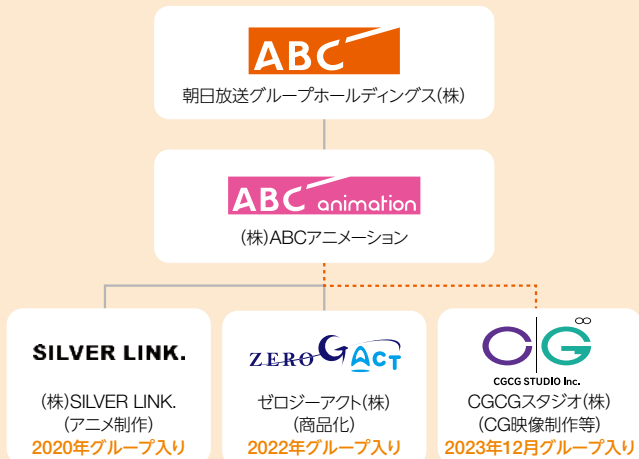 ABC
朝日放送グループホールディングス(株)
ABC animation
(株)ABCアニメーション
SILVER LINK.
(株)SILVER LINK.
(アニメ制作)
2020年グループ入り
ZERO G ACT
ゼロジーアクト(株)
(商品化)
2022年グループ入り
CG
CGCG STUDIO Inc.
CGCGスタジオ(株)
(CG映像制作等)
2023年12月グループ入り